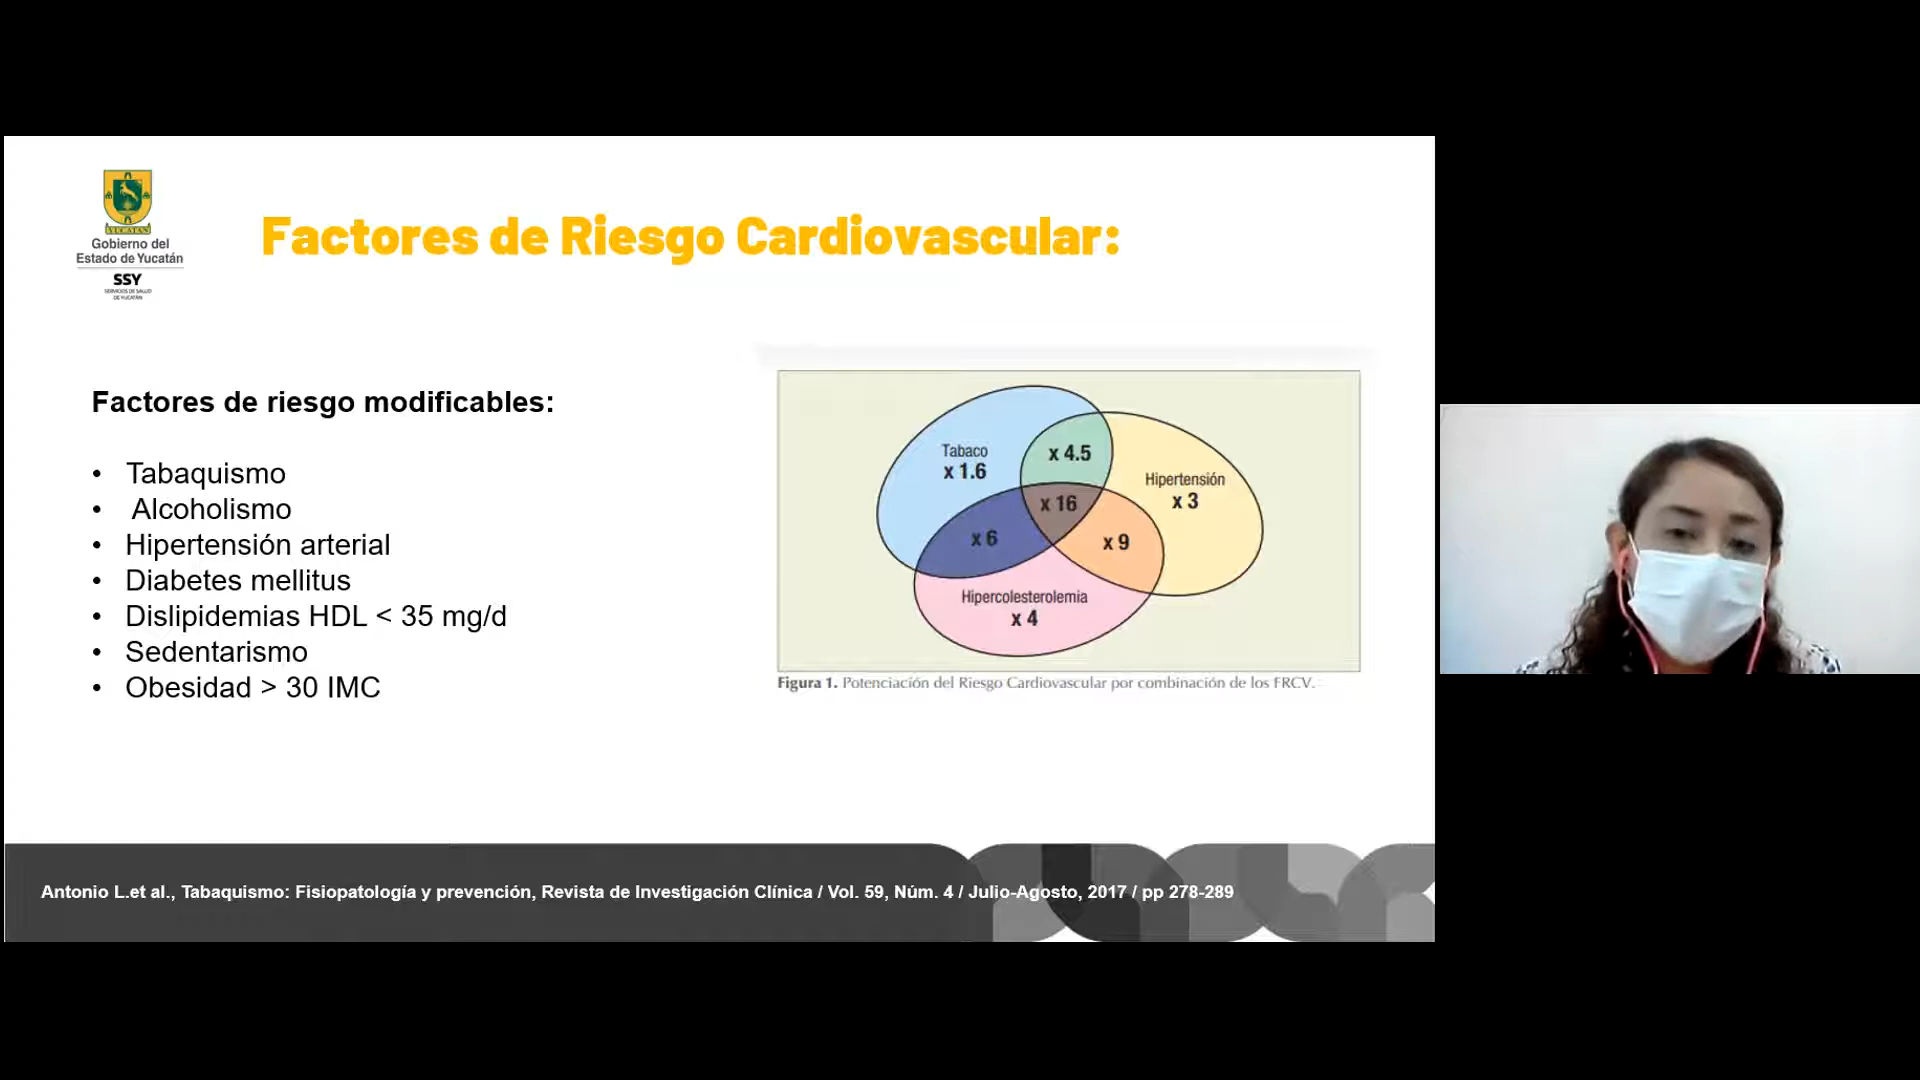 YUCATÁN
Gobierno del
Estado de Yucatán
SSY
SERVICIOS DE SALUD
DE YUCATÁN
Factores de Riesgo Cardiovascular:
Factores de riesgo modificables:
• Tabaquismo
• Alcoholismo
• Hipertensión arterial
• Diabetes mellitus
• Dislipidemias HDL < 35 mg/d
• Sedentarismo
• Obesidad > 30 IMC
Tabaco
x 1.6
x 4.5
Hipertensión
x 3
x 16
x 6
x 9
Hipercolesterolemia
x 4
Figura 1. Potenciación del Riesgo Cardiovascular por combinación de los FRCV.
Antonio L.et al., Tabaquismo: Fisiopatología y prevención, Revista de Investigación Clínica / Vol. 59, Núm. 4 / Julio-Agosto, 2017 / pp 278-289